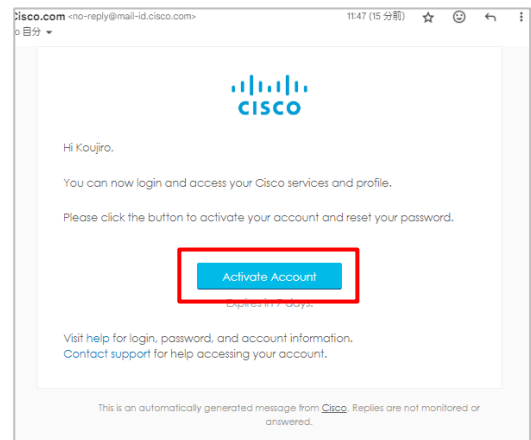 isco.com <no-reply@mail-id.cisco.com> 11:47 (15 分前)
o 自分
CISCO
Hi Koujiro,
You can now login and access your Cisco services and profile.
Please click the button to activate your account and reset your password.
Activate Account
Expires in 7 days.
Visit help for login, password, and account information.
Contact support for help accessing your account.
This is an automatically generated message from Cisco. Replies are not monitored or
answered.